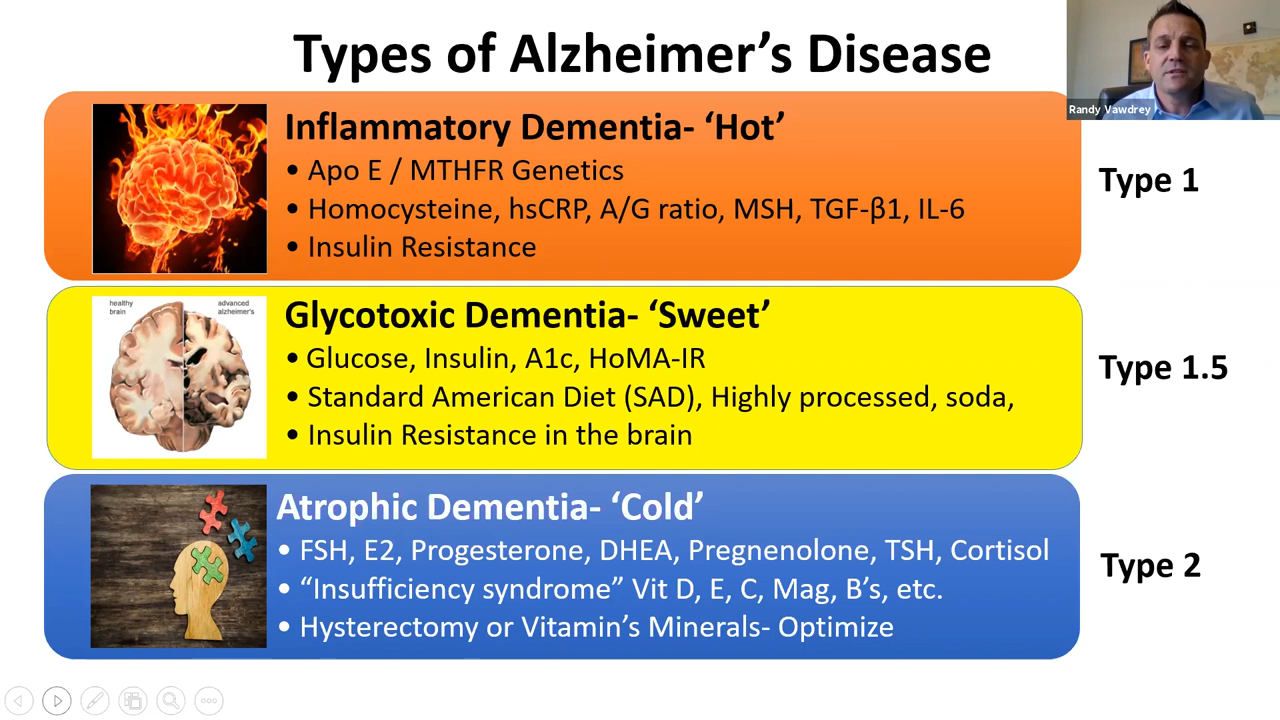 Types of Alzheimer's Disease
Randy Vawdrey
Inflammatory Dementia- ‘Hot’
• Apo E / MTHFR Genetics
• Homocysteine, hsCRP, A/G ratio, MSH, TGF-β1, IL-6
• Insulin Resistance
Type 1
healthy brain
advanced alzheimer's
Glycotoxic Dementia- ‘Sweet’
• Glucose, Insulin, A1c, HoMA-IR
• Standard American Diet (SAD), Highly processed, soda,
• Insulin Resistance in the brain
Type 1.5
Atrophic Dementia- ‘Cold’
• FSH, E2, Progesterone, DHEA, Pregnenolone, TSH, Cortisol
• “Insufficiency syndrome” Vit D, E, C, Mag, B’s, etc.
• Hysterectomy or Vitamin’s Minerals- Optimize
Type 2